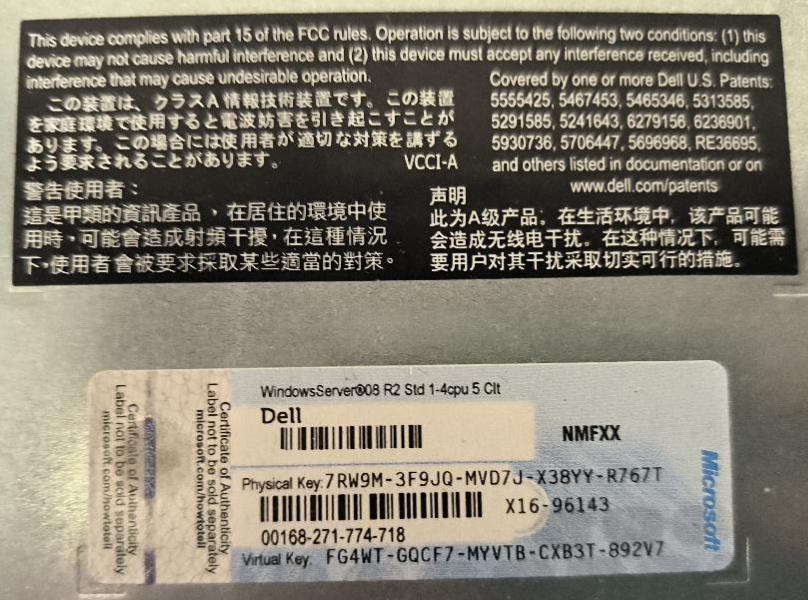 This device complies with part 15 of the FCC rules. Operation is subject to the following two conditions: (1) this
device may not cause harmful interference and (2) this device must accept any interference received, including
interference that may cause undesirable operation.
この装置は、クラスA 情報技術装置です。この装置
を家庭環境で使用すると電波妨害を引き起こすことが
あります。この場合には使用者が適切な対策を講ずる
よう要求されることがあります。
VCCI-A
Covered by one or more Dell U.S. Patents:
5555425, 5467453, 5465346, 5313585,
5291585, 5241643, 6279156, 6236901,
5930736, 5706447, 5696968, RE36695,
and others listed in documentation or on
www.dell.com/patents
警告使用者：
這是甲類的資訊產品，在居住的環境中使
用時，可能會造成射頻干擾，在這種情況
下，使用者會被要求採取某些適當的對策。
声明
此为A级产品。在生活环境中，该产品可能
会造成无线电干扰。在这种情况下，可能需
要用户对其干扰采取切实可行的措施。
Certificate of Authenticity
Label not to be sold separately
microsoft.com/howtotell
Certificate of Authenticity
Label not to be sold separately
microsoft.com/howtotell
WindowsServer®08 R2 Std 1-4cpu 5 Clt
Dell
NMFXX
Physical Key:7RW9M-3F9JQ-MVD7J-X38YY-R767T
X16-96143
00168-271-774-718
Virtual Key: FG4WT-GQCF7-MYVTB-CXB3T-892V7
Microsoft